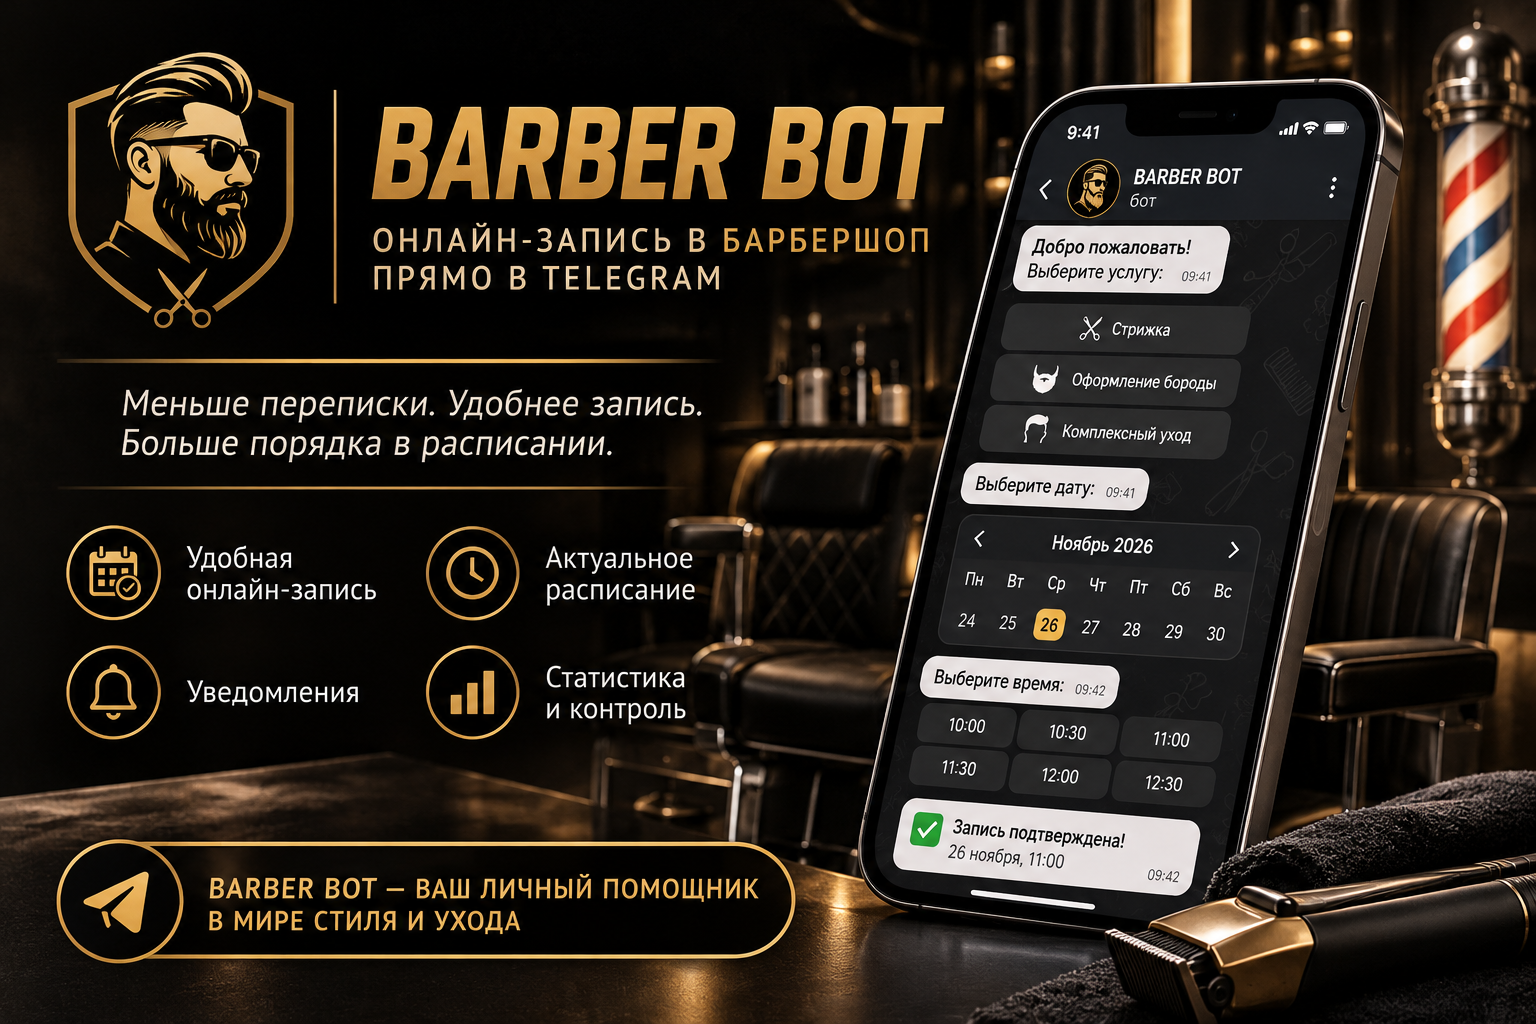 BARBER BOT
ОНЛАЙН-ЗАПИСЬ В БАРБЕРШОП
ПРЯМО В TELEGRAM
Меньше переписки. Удобнее запись.
Больше порядка в расписании.
Удобная
онлайн-запись
Актуальное
расписание
Уведомления
Статистика
и контроль
BARBER BOT — ВАШ ЛИЧНЫЙ ПОМОЩНИК
В МИРЕ СТИЛЯ И УХОДА
9:41
BARBER BOT
бот
Добро пожаловать!
Выберите услугу: 09:41
Стрижка
Оформление бороды
Комплексный уход
Выберите дату: 09:41
Ноябрь 2026
Пн Вт Ср Чт Пт Сб Вс
24 25 26 27 28 29 30
Выберите время: 09:42
10:00 10:30 11:00
11:30 12:00 12:30
Запись подтверждена!
26 ноября, 11:00
09:42